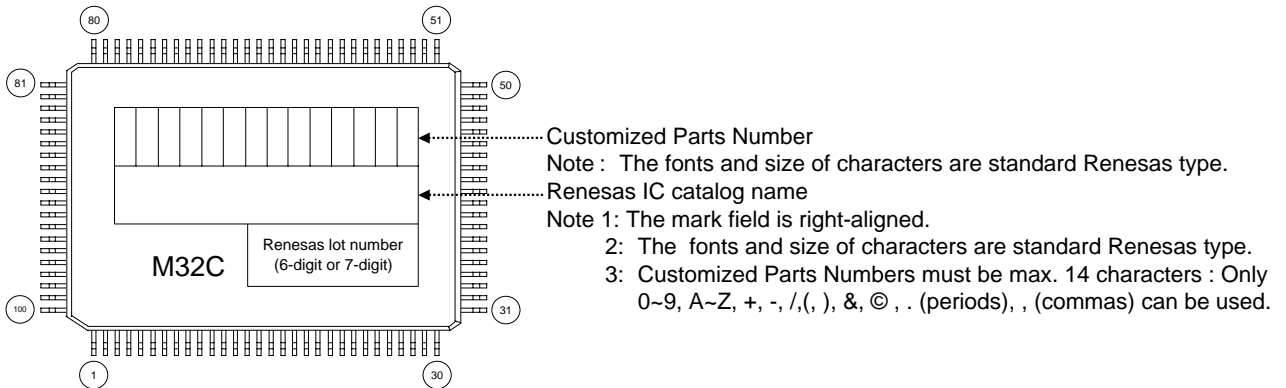 80
51
81
50
Customized Parts Number
Note : The fonts and size of characters are standard Renesas type.
Renesas IC catalog name
Note 1: The mark field is right-aligned.
2: The fonts and size of characters are standard Renesas type.
3: Customized Parts Numbers must be max. 14 characters : Only
0~9, A~Z, +, -, /,(, ), &, © , . (periods), , (commas) can be used.
Renesas lot number
(6-digit or 7-digit)
M32C
100
31
1
30